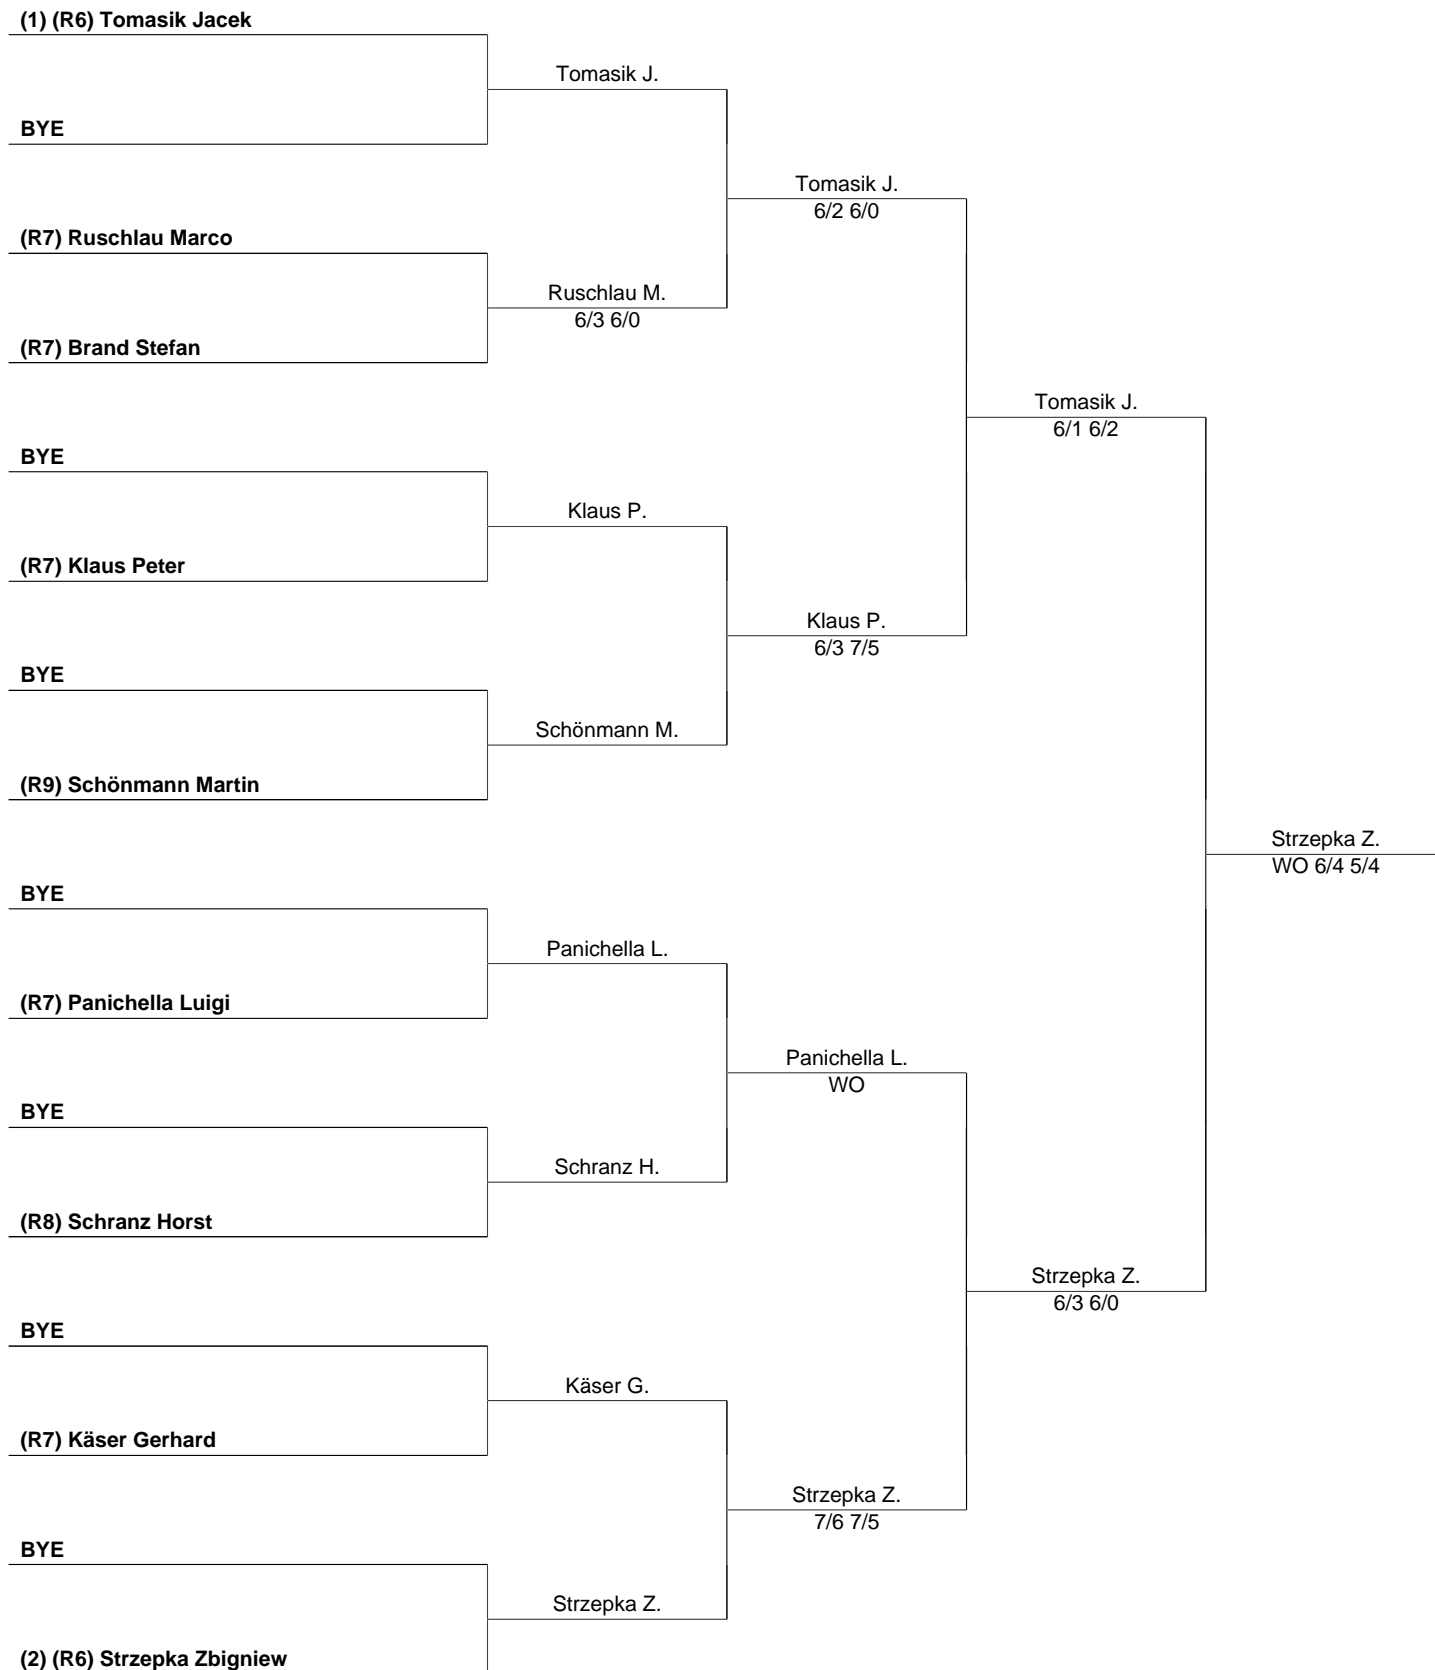 (1) (R6) Tomasik Jacek
Tomasik J.
BYE
Tomasik J.
6/2 6/0
(R7) Ruschlau Marco
Ruschlau M.
6/3 6/0
(R7) Brand Stefan
Tomasik J.
6/1 6/2
BYE
Klaus P.
(R7) Klaus Peter
Klaus P.
6/3 7/5
BYE
Schönmann M.
(R9) Schönmann Martin
Strzepka Z.
WO 6/4 5/4
BYE
Panichella L.
(R7) Panichella Luigi
Panichella L.
WO
BYE
Schranz H.
(R8) Schranz Horst
Strzepka Z.
6/3 6/0
BYE
Käser G.
(R7) Käser Gerhard
Strzepka Z.
7/6 7/5
BYE
Strzepka Z.
(2) (R6) Strzepka Zbigniew